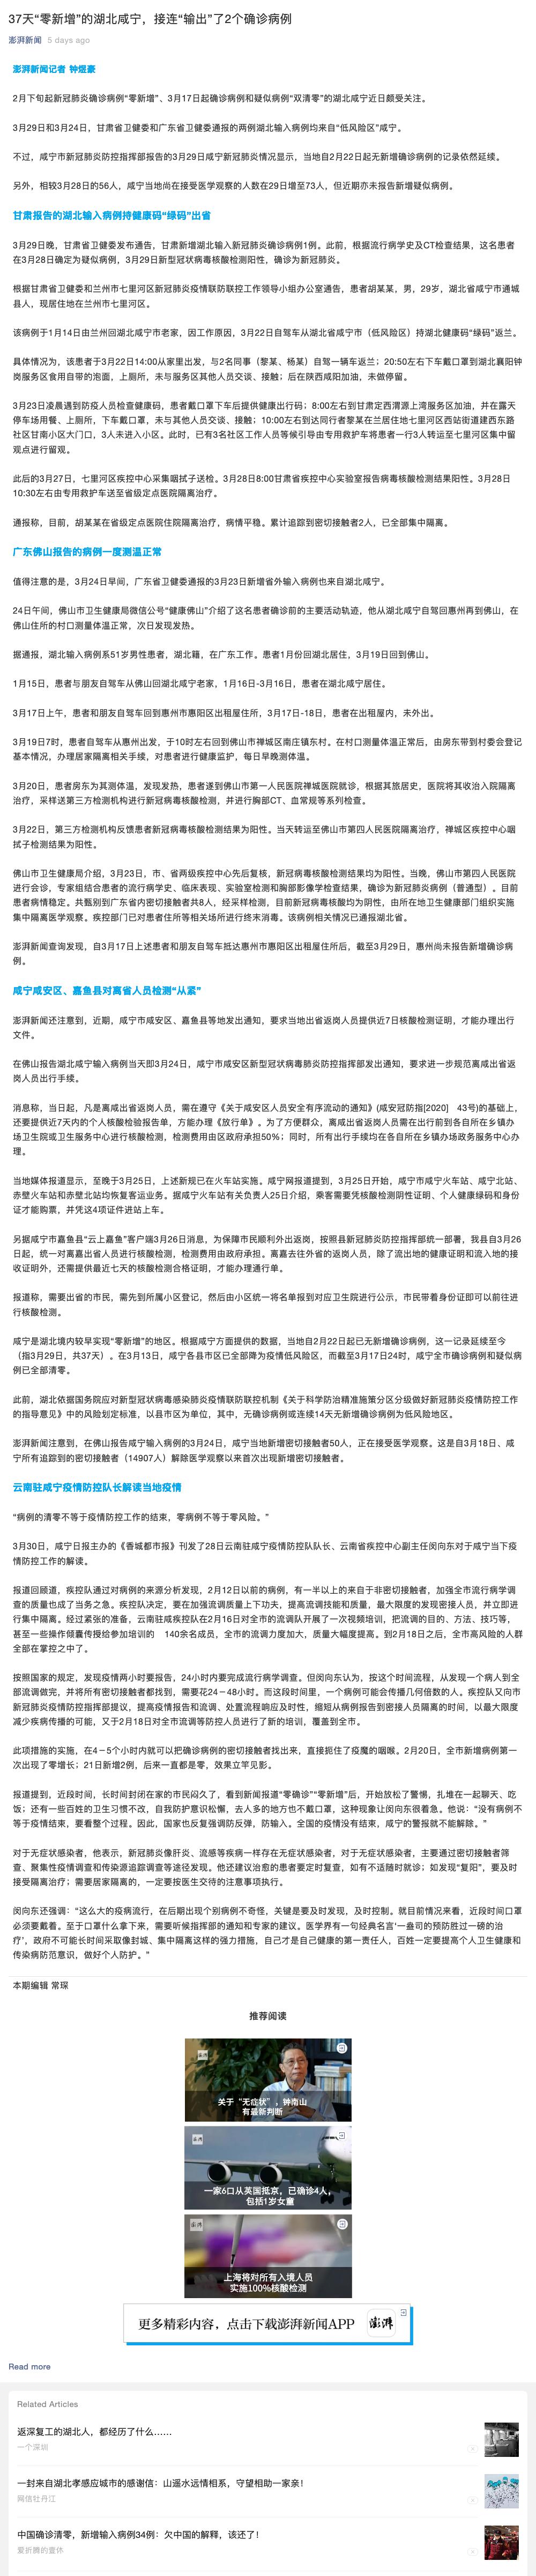 37天“零新增”的湖北咸宁，接连“输出”了2个确诊病例
澎湃新闻 5 days ago
澎湃新闻记者 钟煜豪
2月下旬起新冠肺炎确诊病例“零新增”、3月17日起确诊病例和疑似病例“双清零”的湖北咸宁近日颇受关注。
3月29日和3月24日，甘肃省卫健委和广东省卫健委通报的两例湖北输入病例均来自“低风险区”咸宁。
不过，咸宁市新冠肺炎防控指挥部报告的3月29日咸宁新冠肺炎情况显示，当地自2月22日起无新增确诊病例的记录依然延续。
另外，相较3月28日的56人，咸宁当地尚在接受医学观察的人数在29日增至73人，但近期亦未报告新增疑似病例。
甘肃报告的湖北输入病例持健康码“绿码”出省
3月29日晚，甘肃省卫健委发布通告，甘肃新增湖北输入新冠肺炎确诊病例1例。此前，根据流行病学史及CT检查结果，这名患者
在3月28日确定为疑似病例，3月29日新型冠状病毒核酸检测阳性，确诊为新冠肺炎。
根据甘肃省卫健委和兰州市七里河区新冠肺炎疫情联防联控工作领导小组办公室通告，患者胡某某，男，29岁，湖北省咸宁市通城
县人，现居住地在兰州市七里河区。
该病例于1月14日由兰州回湖北咸宁市老家，因工作原因，3月22日自驾车从湖北省咸宁市（低风险区）持湖北健康码“绿码”返兰。
具体情况为，该患者于3月22日14:00从家里出发，与2名同事（黎某、杨某）自驾一辆车返兰；20:50左右下车戴口罩到湖北襄阳钟
岗服务区食用自带的泡面，上厕所，未与服务区其他人员交谈、接触；后在陕西咸阳加油，未做停留。
3月23日凌晨遇到防疫人员检查健康码，患者戴口罩下车后提供健康出行码；8:00左右到甘肃定西渭源上湾服务区加油，并在露天
停车场用餐、上厕所，下车戴口罩，未与其他人员交谈、接触；10:00左右到达同行者黎某在兰居住地七里河区西站街道建西东路
社区甘南小区大门口，3人未进入小区。此时，已有3名社区工作人员等候引导由专用救护车将患者一行3人转运至七里河区集中留
观点进行留观。
此后的3月27日，七里河区疾控中心采集咽拭子送检。3月28日8:00甘肃省疾控中心实验室报告病毒核酸检测结果阳性。3月28日
10:30左右由专用救护车送至省级定点医院隔离治疗。
通报称，目前，胡某某在省级定点医院住院隔离治疗，病情平稳。累计追踪到密切接触者2人，已全部集中隔离。
广东佛山报告的病例一度测温正常
值得注意的是，3月24日早间，广东省卫健委通报的3月23日新增省外输入病例也来自湖北咸宁。
24日午间，佛山市卫生健康局微信公号“健康佛山”介绍了这名患者确诊前的主要活动轨迹，他从湖北咸宁自驾回惠州再到佛山，在
佛山住所的村口测量体温正常，次日发现发热。
据通报，湖北输入病例系51岁男性患者，湖北籍，在广东工作。患者1月份回湖北居住，3月19日回到佛山。
1月15日，患者与朋友自驾车从佛山回湖北咸宁老家，1月16日-3月16日，患者在湖北咸宁居住。
3月17日上午，患者和朋友自驾车回到惠州市惠阳区出租屋住所，3月17日-18日，患者在出租屋内，未外出。
3月19日7时，患者自驾车从惠州出发，于10时左右回到佛山市禅城区南庄镇东村。在村口测量体温正常后，由房东带到村委会登记
基本情况，办理居家隔离相关手续，对患者进行健康监护，每日早晚测体温。
3月20日，患者房东为其测体温，发现发热，患者遂到佛山市第一人民医院禅城医院就诊，根据其旅居史，医院将其收治入院隔离
治疗，采样送第三方检测机构进行新冠病毒核酸检测，并进行胸部CT、血常规等系列检查。
3月22日，第三方检测机构反馈患者新冠病毒核酸检测结果为阳性。当天转运至佛山市第四人民医院隔离治疗，禅城区疾控中心咽
拭子检测结果为阳性。
佛山市卫生健康局介绍，3月23日，市、省两级疾控中心先后复核，新冠病毒核酸检测结果均为阳性。当晚，佛山市第四人民医院
进行会诊，专家组结合患者的流行病学史、临床表现、实验室检测和胸部影像学检查结果，确诊为新冠肺炎病例（普通型）。目前
患者病情稳定。共甄别到广东省内密切接触者共8人，经采样检测，目前新冠病毒核酸均为阴性，由所在地卫生健康部门组织实施
集中隔离医学观察。疾控部门已对患者住所等相关场所进行终末消毒。该病例相关情况已通报湖北省。
澎湃新闻查询发现，自3月17日上述患者和朋友自驾车抵达惠州市惠阳区出租屋住所后，截至3月29日，惠州尚未报告新增确诊病
例。
咸宁咸安区、嘉鱼县对离省人员检测“从紧”
澎湃新闻还注意到，近期，咸宁市咸安区、嘉鱼县等地发出通知，要求当地出省返岗人员提供近7日核酸检测证明，才能办理出行
文件。
在佛山报告湖北咸宁输入病例当天即3月24日，咸宁市咸安区新型冠状病毒肺炎防控指挥部发出通知，要求进一步规范离咸出省返
岗人员出行手续。
消息称，当日起，凡是离咸出省返岗人员，需在遵守《关于咸安区人员安全有序流动的通知》(咸安冠防指[2020] 43号)的基础上，
还要提供近7天内的个人核酸检验报告单，方能办理《放行单》。为了方便群众，离咸出省返岗人员需在出行前到各自所在乡镇办
场卫生院或卫生服务中心进行核酸检测，检测费用由区政府承担50%；同时，所有出行手续均在各自所在乡镇办场政务服务中心办
理。
当地媒体报道显示，至晚于3月25日，上述新规已在火车站实施。咸宁网报道提到，3月25日开始，咸宁市咸宁火车站、咸宁北站、
赤壁火车站和赤壁北站均恢复客运业务。据咸宁火车站有关负责人25日介绍，乘客需要凭核酸检测阴性证明、个人健康绿码和身份
证才能购票，并凭这4项证件进站上车。
另据咸宁市嘉鱼县“云上嘉鱼”客户端3月26日消息，为保障市民顺利外出返岗，按照县新冠肺炎防控指挥部统一部署，我县自3月26
日起，统一对离嘉出省人员进行核酸检测，检测费用由政府承担。离嘉去往外省的返岗人员，除了流出地的健康证明和流入地的接
收证明外，还需提供最近七天的核酸检测合格证明，才能办理通行单。
报道称，需要出省的市民，需先到所属小区登记，然后由小区统一将名单报到对应卫生院进行公示，市民带着身份证即可以前往进
行核酸检测。
咸宁是湖北境内较早实现“零新增”的地区。根据咸宁方面提供的数据，当地自2月22日起已无新增确诊病例，这一记录延续至今
（指3月29日，共37天）。在3月13日，咸宁各县市区已全部降为疫情低风险区，而截至3月17日24时，咸宁全市确诊病例和疑似病
例已全部清零。
此前，湖北依据国务院应对新型冠状病毒感染肺炎疫情联防联控机制《关于科学防治精准施策分区分级做好新冠肺炎疫情防控工作
的指导意见》中的风险划定标准，以县市区为单位，其中，无确诊病例或连续14天无新增确诊病例为低风险地区。
澎湃新闻注意到，在佛山报告咸宁输入病例的3月24日，咸宁当地新增密切接触者50人，正在接受医学观察。这是自3月18日、咸
宁所有追踪到的密切接触者（14907人）解除医学观察以来首次出现新增密切接触者。
云南驻咸宁疫情防控队长解读当地疫情
“病例的清零不等于疫情防控工作的结束，零病例不等于零风险。”
3月30日，咸宁日报主办的《香城都市报》刊发了28日云南驻咸宁疫情防控队队长、云南省疾控中心副主任闵向东对于咸宁当下疫
情防控工作的解读。
报道回顾道，疾控队通过对病例的来源分析发现，2月12日以前的病例，有一半以上的来自于非密切接触者，加强全市流行病学调
查的质量也成了当务之急。疾控队决定，要在加强流调质量上下功夫，提高流调技能和质量，最大限度的发现密接人员，并立即进
行集中隔离。经过紧张的准备，云南驻咸疾控队在2月16日对全市的流调队开展了一次视频培训，把流调的目的、方法、技巧等，
甚至一些操作倾囊传授给参加培训的 140余名成员，全市的流调力度加大，质量大幅度提高。到2月18日之后，全市高风险的人群
全部在掌控之中了。
按照国家的规定，发现疫情两小时要报告，24小时内要完成流行病学调查。但闵向东认为，按这个时间流程，从发现一个病人到全
部流调做完，并将所有密切接触者都找到，需要花24－48小时。而这段时间里，一个病例可能会传播几何倍数的人。疾控队又向市
新冠肺炎疫情防控指挥部提议，提高疫情报告和流调、处置流程响应及时性，缩短从病例报告到密接人员隔离的时间，以最大限度
减少疾病传播的可能，又于2月18日对全市流调等防控人员进行了新的培训，覆盖到全市。
此项措施的实施，在4－5个小时内就可以把确诊病例的密切接触者找出来，直接扼住了疫魔的咽喉。2月20日，全市新增病例第一
次出现了零增长；21日新增2例，后来一直都是零，效果立竿见影。
报道提到，近段时间，长时间封闭在家的市民闷久了，看到新闻报道“零确诊”“零新增”后，开始放松了警惕，扎堆在一起聊天、吃
饭；还有一些百姓的卫生习惯不改，自我防护意识松懈，去人多的地方也不戴口罩，这种现象让闵向东很着急。他说：“没有病例不
等于疫情结束，要看整个过程。因此，国家也反复强调防反弹，防输入。全国的疫情没有结束，咸宁的警报就不能解除。”
对于无症状感染者，他表示，新冠肺炎像肝炎、流感等疾病一样存在无症状感染者，对于无症状感染者，主要通过密切接触者筛
查、聚集性疫情调查和传染源追踪调查等途径发现。他还建议治愈的患者要定时复查，如有不适随时就诊；如发现“复阳”，要及时
接受隔离治疗；需要居家隔离的，一定要按医生交待的注意事项执行。
闵向东还强调：“这么大的疫病流行，在后期出现个别病例不奇怪，关键是要及时发现，及时控制。就目前情况来看，近段时间口罩
必须要戴着。至于口罩什么拿下来，需要听候指挥部的通知和专家的建议。医学界有一句经典名言‘一盎司的预防胜过一磅的治
疗’，政府不可能长时间采取像封城、集中隔离这样的强力措施，自己才是自己健康的第一责任人，百姓一定要提高个人卫生健康和
传染病防范意识，做好个人防护。”
本期编辑 常琛
推荐阅读
澎湃
关于“无症状”，钟南山
有最新判断
澎湃
一家6口从英国抵京，已确诊4人，
包括1岁女童
澎湃
上海将对所有入境人员
实施100%核酸检测
更多精彩内容，点击下载澎湃新闻APP 澎湃
Read more
Related Articles
返深复工的湖北人，都经历了什么......
一个深圳
一封来自湖北孝感应城市的感谢信：山遥水远情相系，守望相助一家亲！
网信牡丹江
中国确诊清零，新增输入病例34例：欠中国的解释，该还了！
爱折腾的壹休